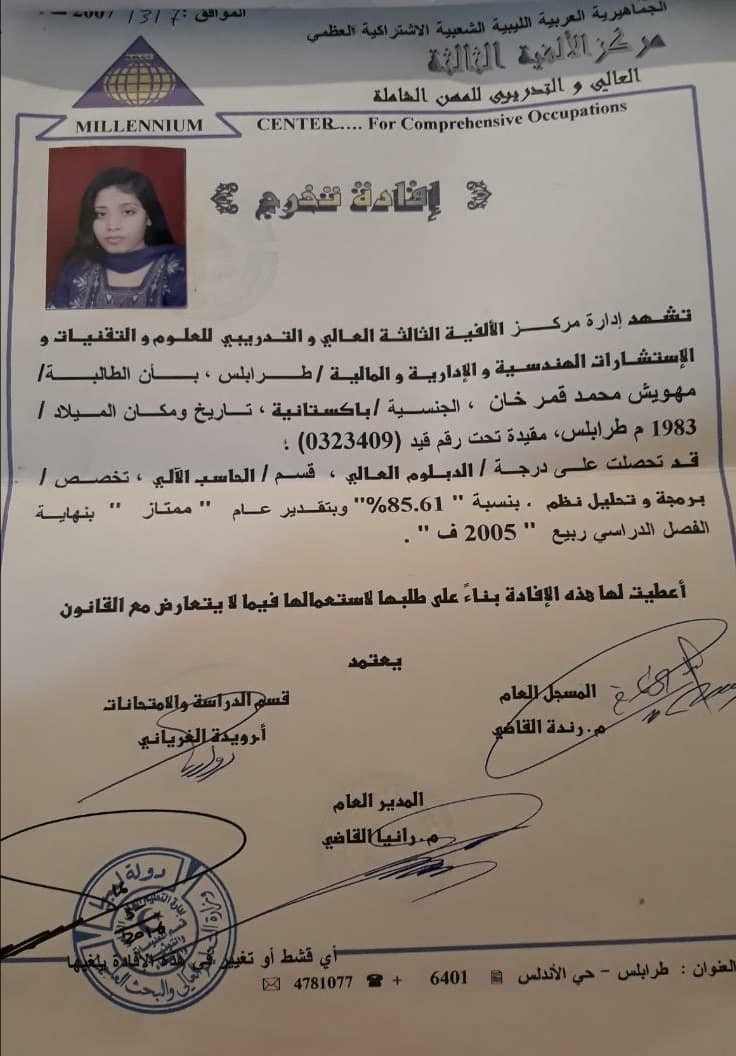 الموافق: 7/3/2007
الجماهيرية العربية الليبية الشعبية الاشتراكية العظمي
مركز الألفية الثالثة
العالي و التدريبي للمهن الشاملة
MILLENNIUM CENTER..... For Comprehensive Occupations
إفادة تخرج
تشهد إدارة مركز الألفية الثالثة العالي و التدريبي للعلوم و التقنيات و
الإستشارات الهندسية و الإدارية و المالية / طرابلس ، بأن الطالبة /
مهويش محمد قمر خان ، الجنسية / باكستانية ، تاريخ ومكان الميلاد /
1983 م طرابلس، مقيدة تحت رقم قيد (0323409) ؛
قد تحصلت على درجة / الدبلوم العالي ، قسم / الحاسب الآلي ، تخصص /
برمجة و تحليل نظم . بنسبة " 85.61%" وبتقدير عام " ممتاز " بنهاية
الفصل الدراسي ربيع " 2005 ف " .
أعطيت لها هذه الإفادة بناءً على طلبها لاستعمالها فيما لا يتعارض مع القانون
يعتمد
المسجل العام
م.رندة القاضي
قسم الدراسة والامتحانات
أ.رويدة الغرياني
المدير العام
م.رانيا القاضي
دولة ليبيا
أي قشط أو تغيير في هذه الإفادة يلغيها
العنوان : طرابلس - حي الأندلس 6401 + 4781077